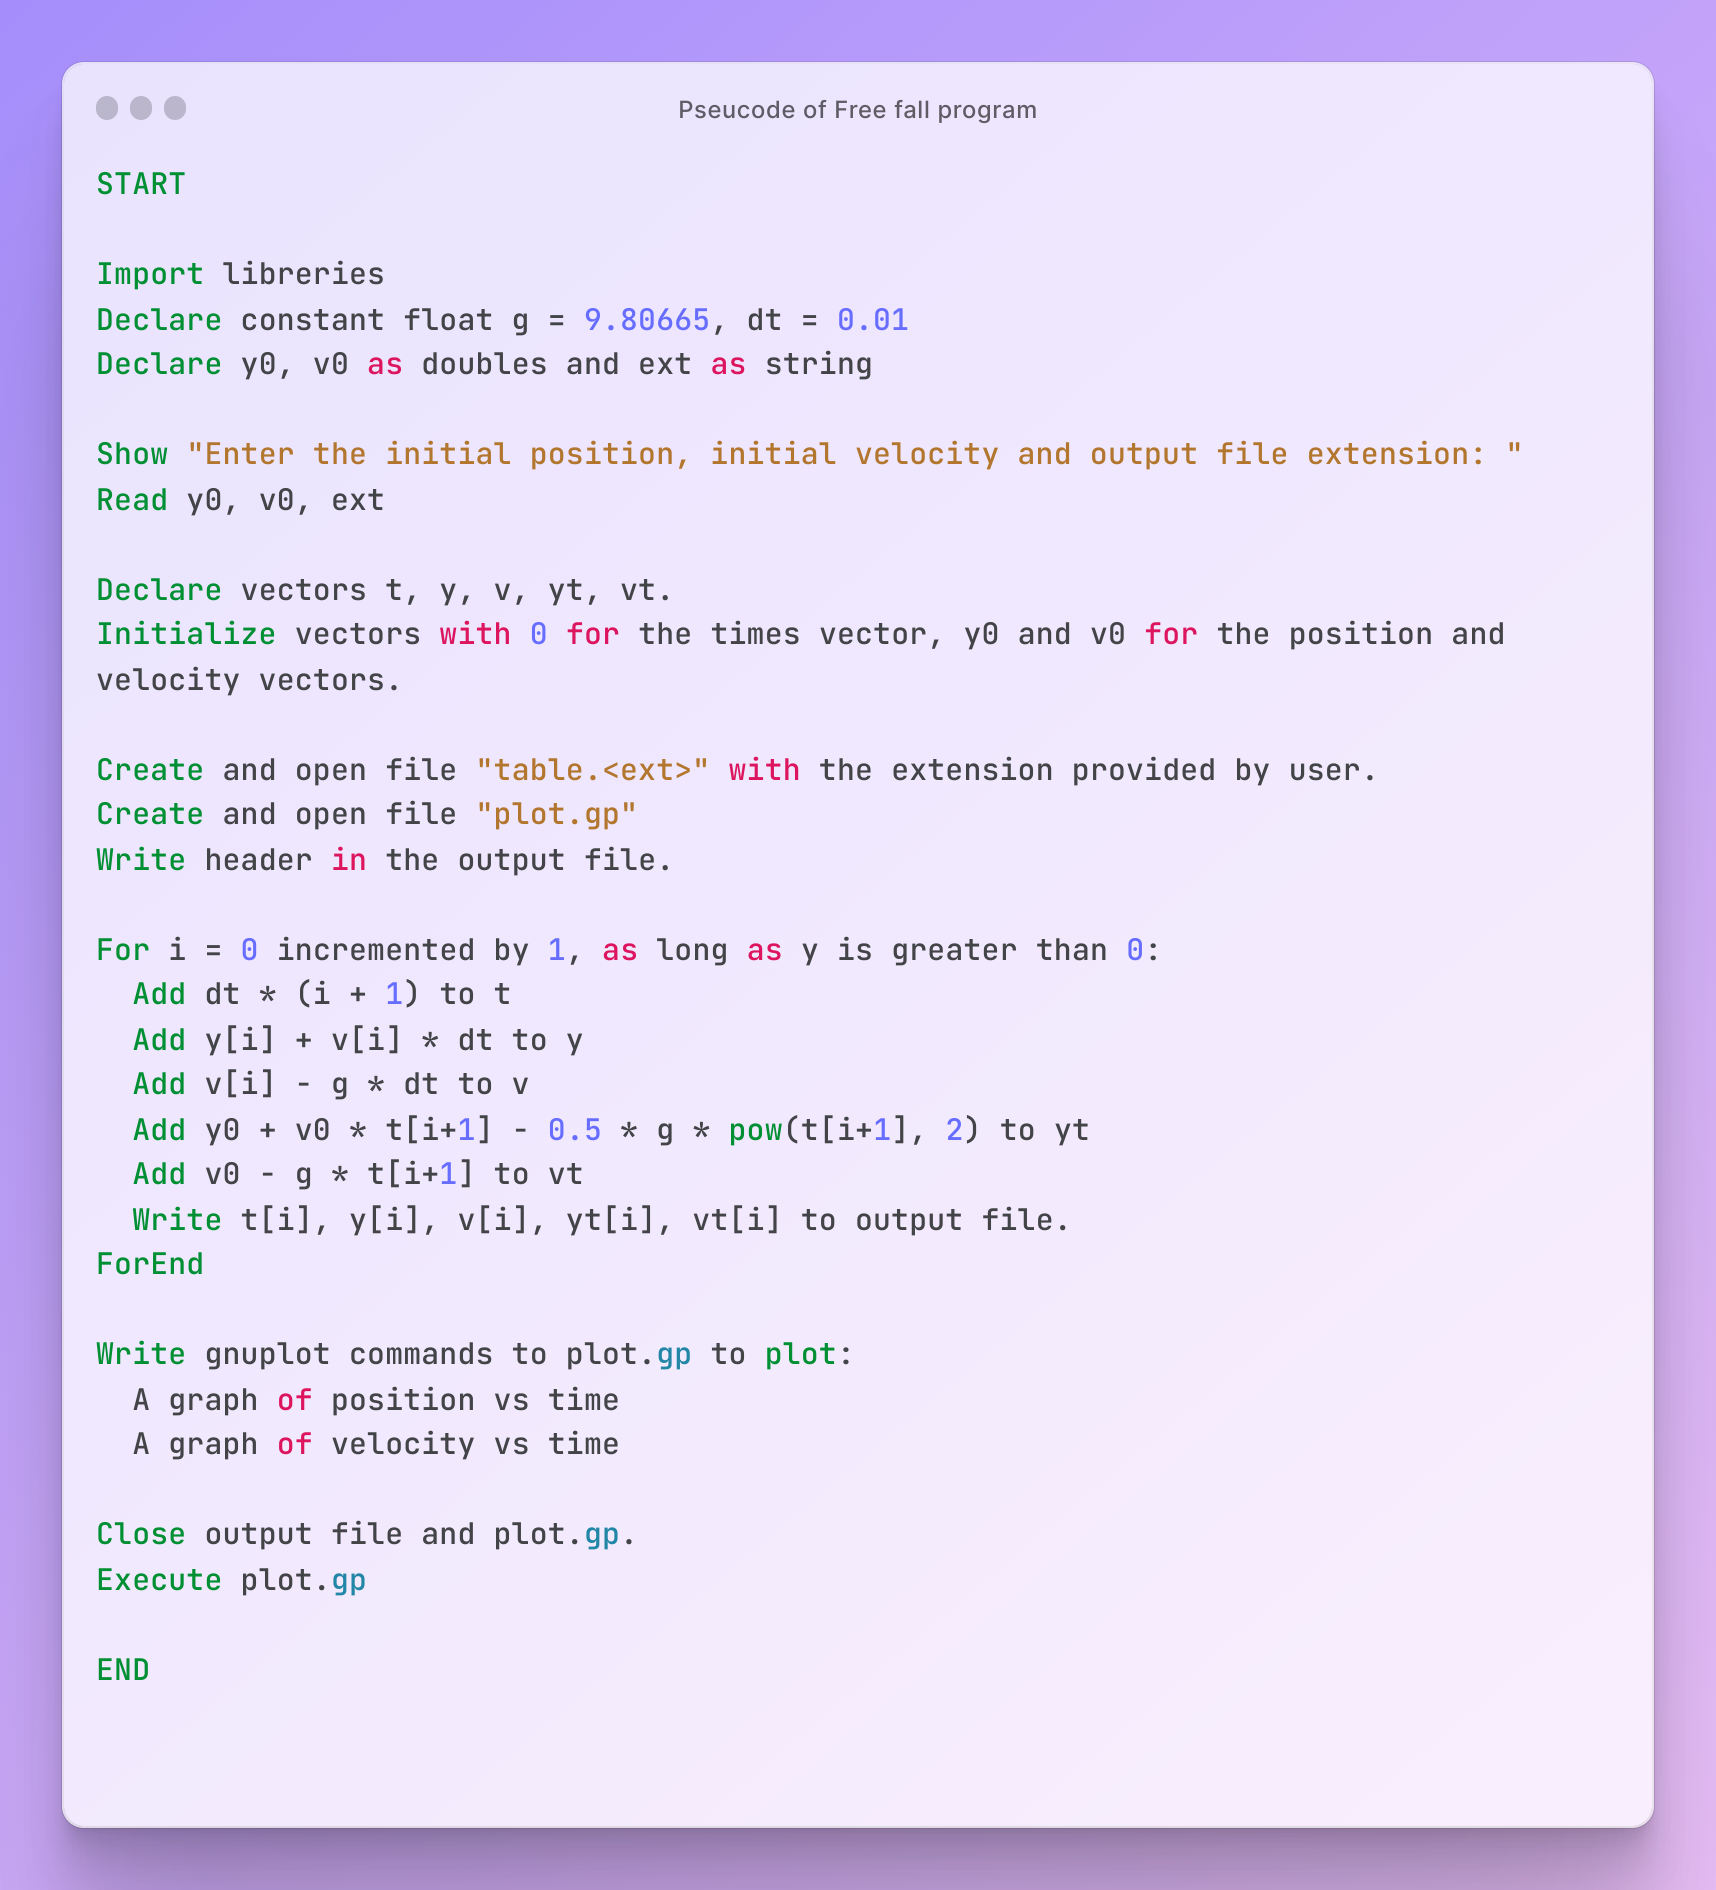 Pseucode of Free fall program
START
Import libreries
Declare constant float g = 9.80665, dt = 0.01
Declare y0, v0 as doubles and ext as string
Show "Enter the initial position, initial velocity and output file extension: "
Read y0, v0, ext
Declare vectors t, y, v, yt, vt.
Initialize vectors with 0 for the times vector, y0 and v0 for the position and
velocity vectors.
Create and open file "table.<ext>" with the extension provided by user.
Create and open file "plot.gp"
Write header in the output file.
For i = 0 incremented by 1, as long as y is greater than 0:
  Add dt * (i + 1) to t
  Add y[i] + v[i] * dt to y
  Add v[i] - g * dt to v
  Add y0 + v0 * t[i+1] - 0.5 * g * pow(t[i+1], 2) to yt
  Add v0 - g * t[i+1] to vt
  Write t[i], y[i], v[i], yt[i], vt[i] to output file.
ForEnd
Write gnuplot commands to plot.gp to plot:
  A graph of position vs time
  A graph of velocity vs time
Close output file and plot.gp.
Execute plot.gp
END